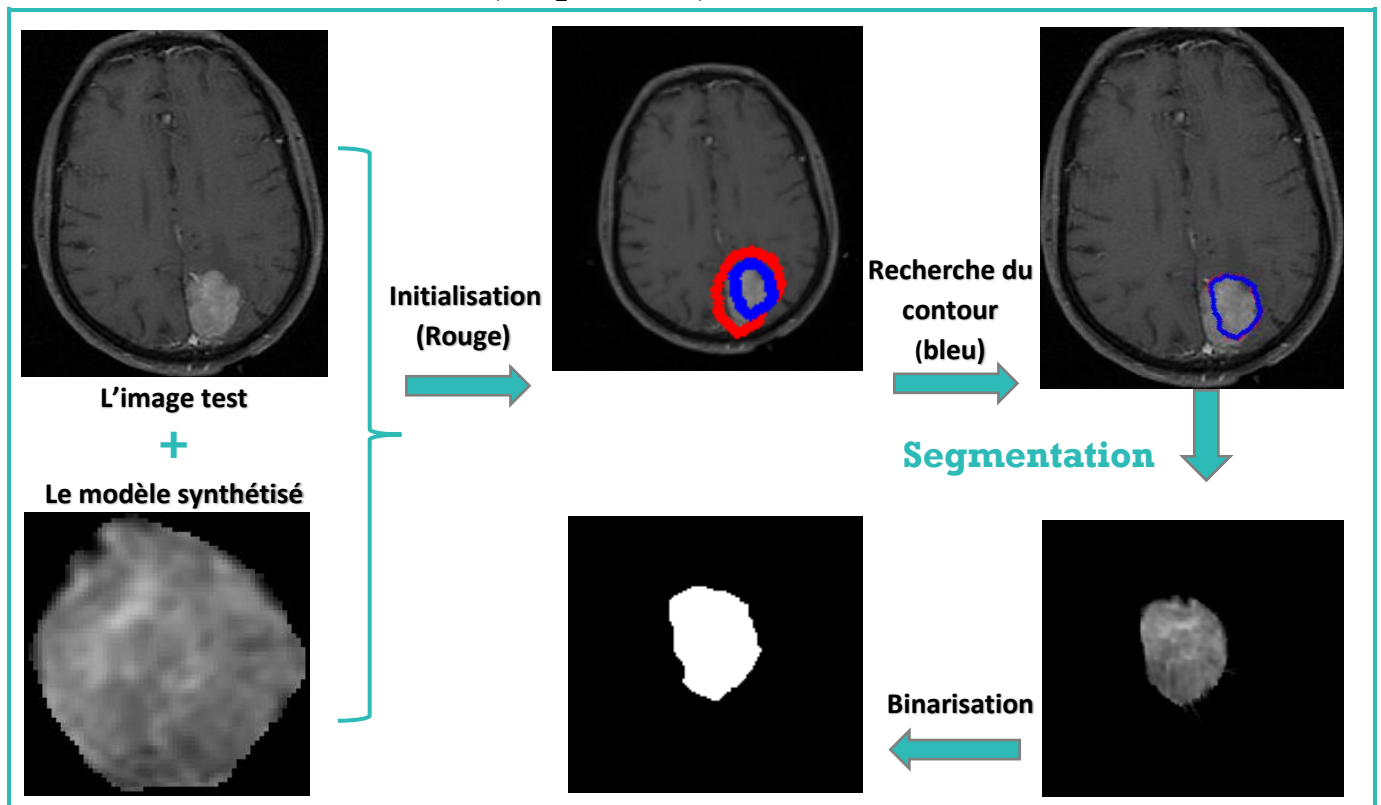 L'image test
+
Le modèle synthétisé
Initialisation
(Rouge)
Recherche du
contour
(bleu)
Segmentation
Binarisation